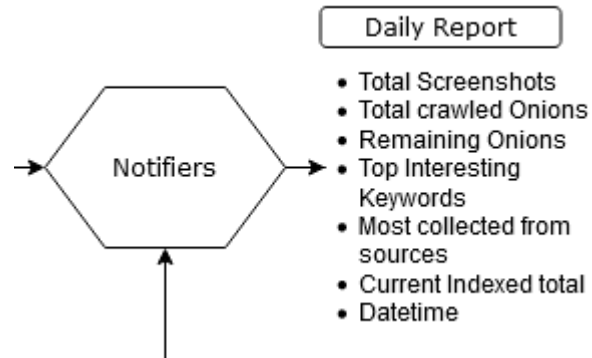 Daily Report
Notifiers
• Total Screenshots
• Total crawled Onions
• Remaining Onions
• Top Interesting
Keywords
• Most collected from
sources
• Current Indexed total
• Datetime